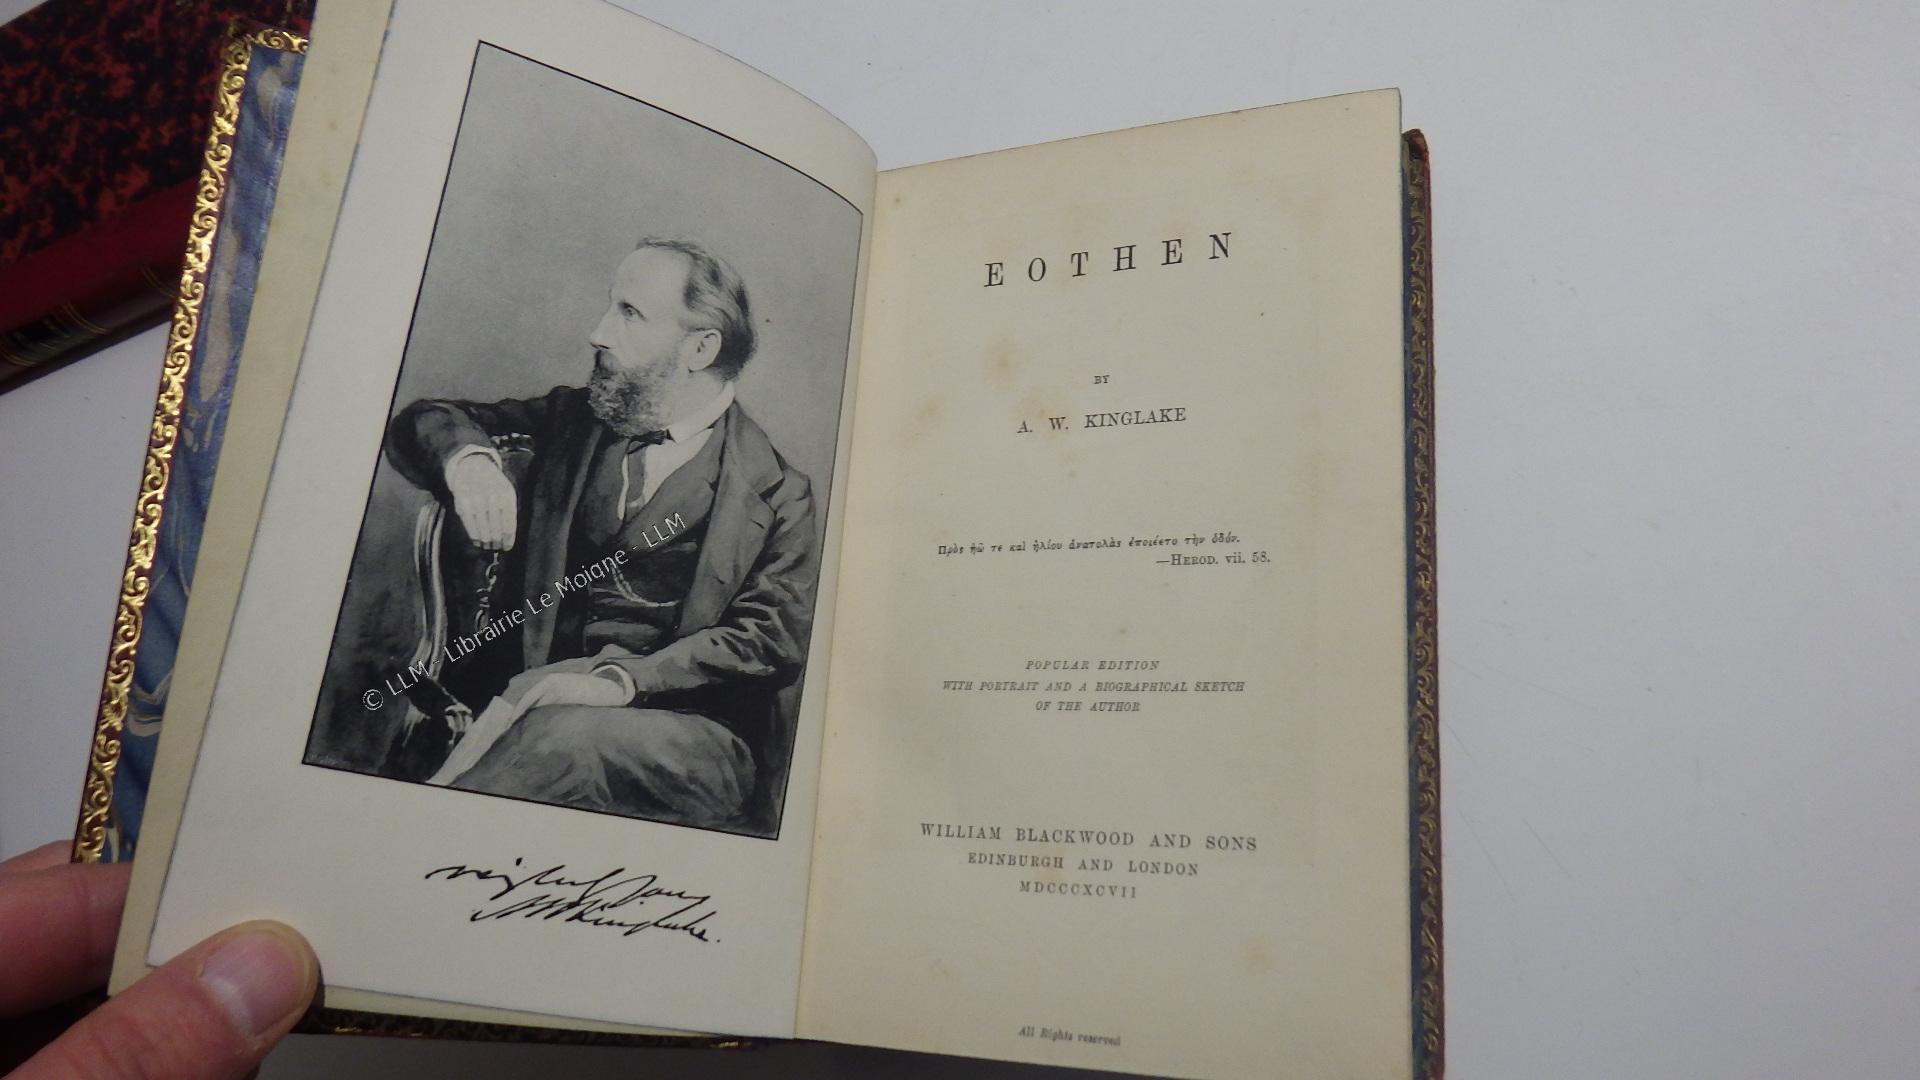 © LLM - Librairie Le Moigne - LLM
A W Kinglake.
EOTHEN
BY
A. W. KINGLAKE
Πρὸς ἠῶ τε καὶ ἡλίου ἀνατολὰς ἐποιέετο τὴν ὁδόν.
—HEROD. vii. 58.
POPULAR EDITION
WITH PORTRAIT AND A BIOGRAPHICAL SKETCH
OF THE AUTHOR
WILLIAM BLACKWOOD AND SONS
EDINBURGH AND LONDON
MDCCCXCVII
All Rights reserved